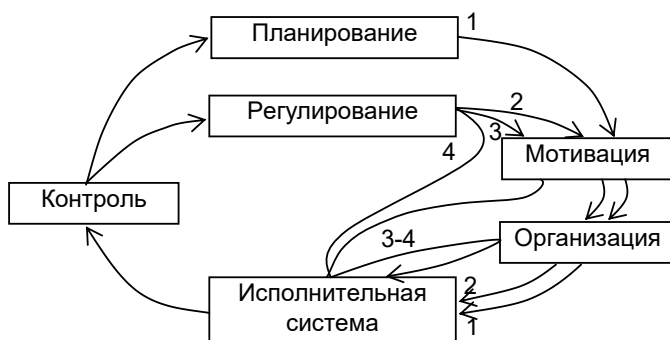 Планирование
1
Регулирование
2
3
4
Мотивация
Контроль
3-4
Организация
Исполнительная
система
2
1